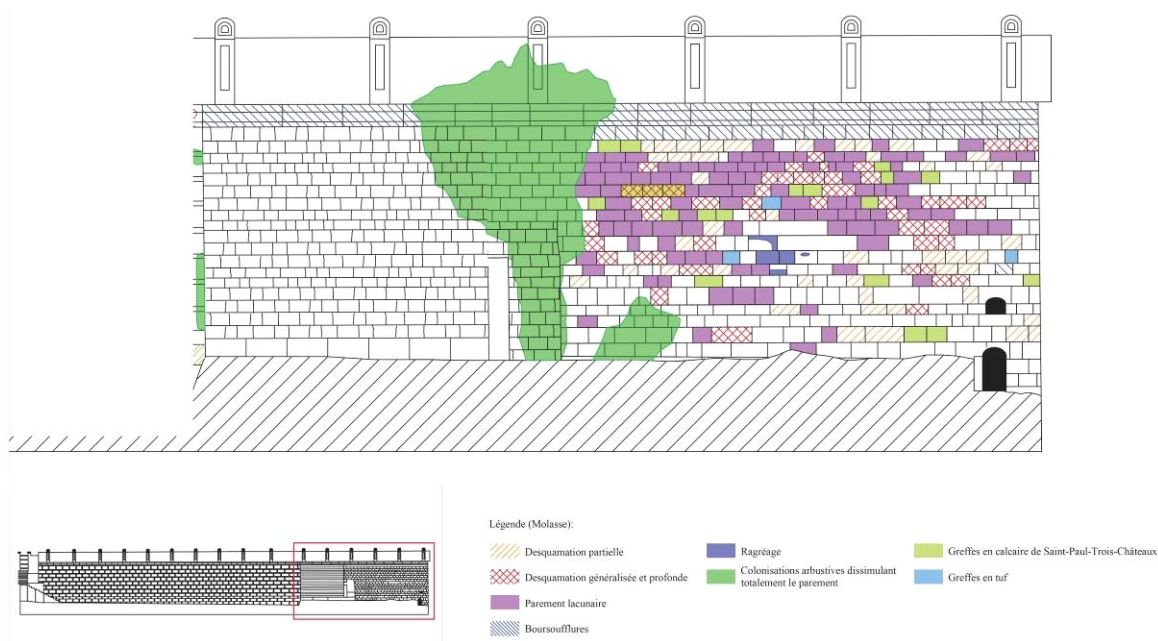 Légende (Molasse):
Desquamation partielle
Desquamation généralisée et profonde
Parement lacunaire
Boursoufflures
Ragréage
Colonisations arbustives dissimulant
totalement le parement
Greffes en calcaire de Saint-Paul-Trois-Châteaux
Greffes en tuf